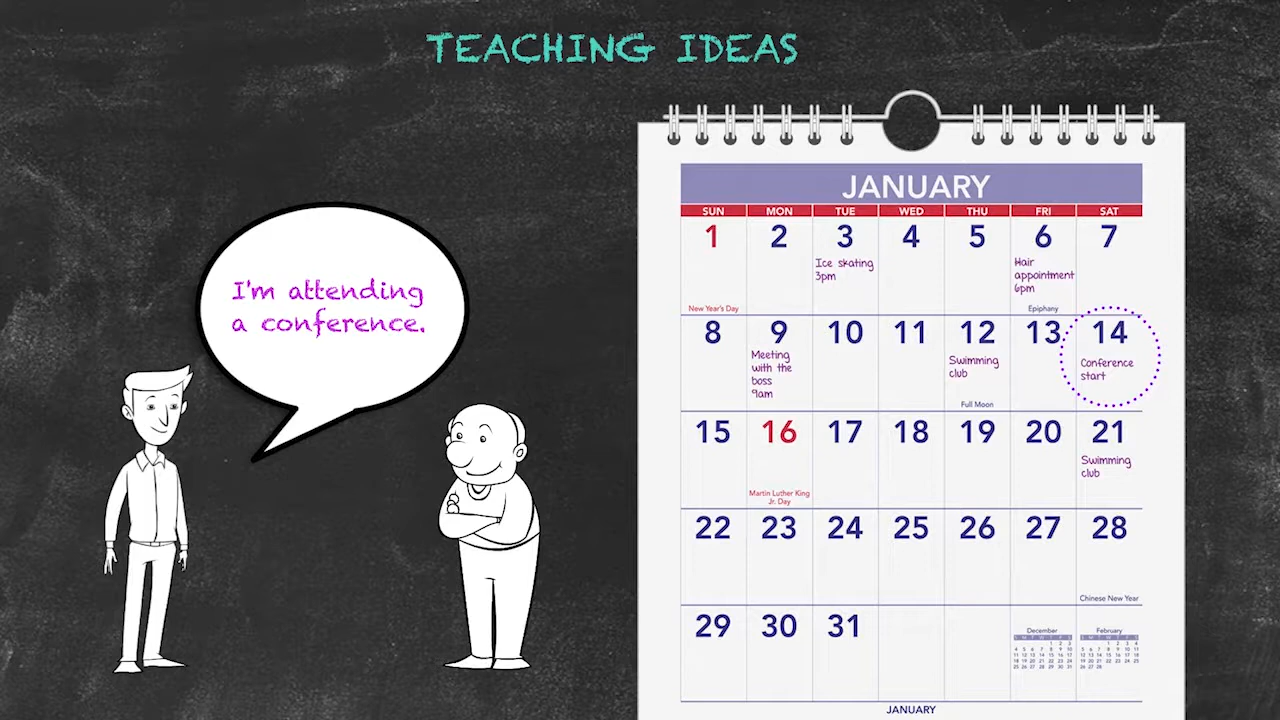 TEACHING IDEAS
I'm attending
a conference.
JANUARY
SUN MON TUE WED THU FRI SAT
1 2 3 4 5 6 7
Ice skating
3pm
Hair
appointment
6pm
New Year's Day
Epiphany
8 9 10 11 12 13 14
Meeting
with the
boss
9am
Swimming
club
Conference
start
Full Moon
15 16 17 18 19 20 21
Swimming
club
Martin Luther King
Jr. Day
22 23 24 25 26 27 28
Chinese New Year
29 30 31
December
February
JANUARY